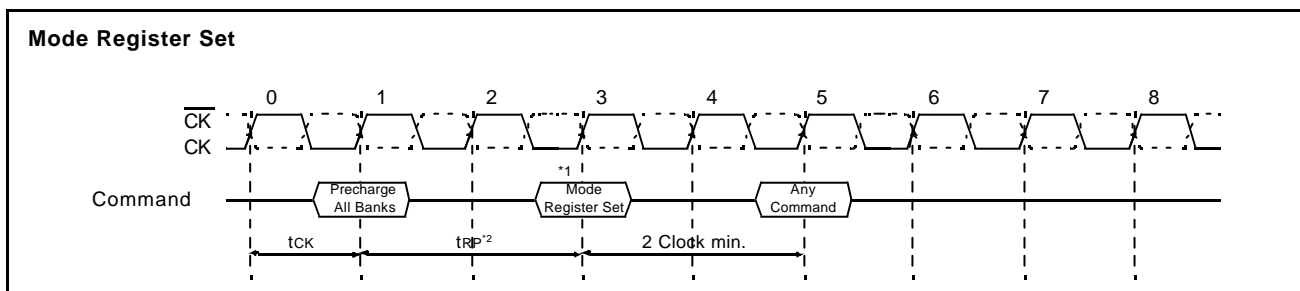 Mode Register Set
0 1 2 3 4 5 6 7 8
CK
CK
*1
Command
Precharge All Banks
Mode Register Set
Any Command
tCK
tRP*2
2 Clock min.